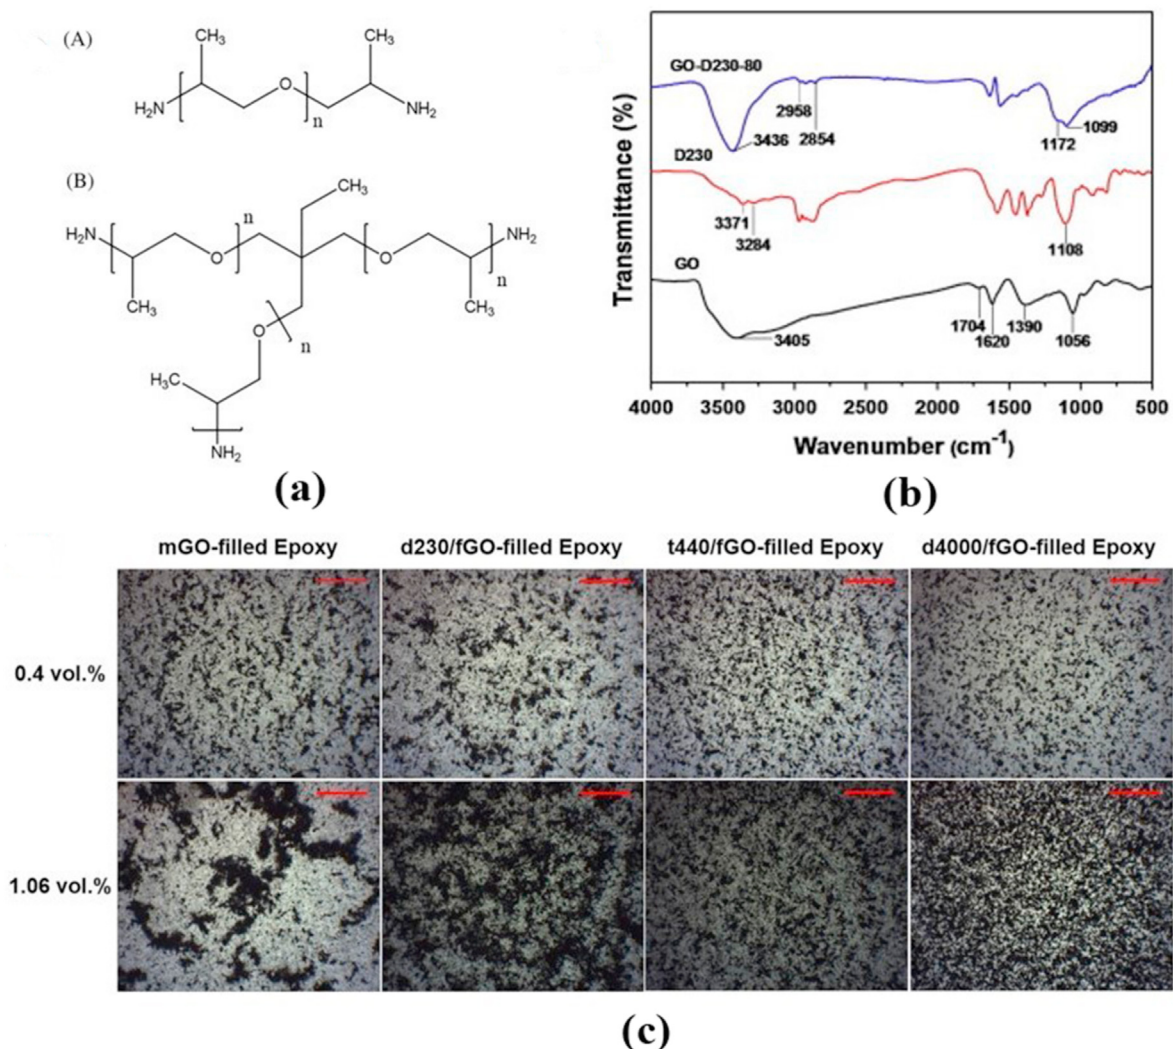 (A)
CH₃
CH₃
O
H₂N
n
NH₂
(B)
CH₃
H₂N
n
NH₂
O
O
n
CH₃
CH₃
O
n
H₃C
NH₂
(a)
GO-D230-80
2958
3436
2854
1172
1099
D230
3371
3284
1108
GO
3405
1704
1620
1390
1056
4000 3500 3000 2500 2000 1500 1000 500
Transmittance (%)
Wavenumber (cm⁻¹)
(b)
mGO-filled Epoxy d230/fGO-filled Epoxy t440/fGO-filled Epoxy d4000/fGO-filled Epoxy
0.4 vol.%
1.06 vol.%
(c)